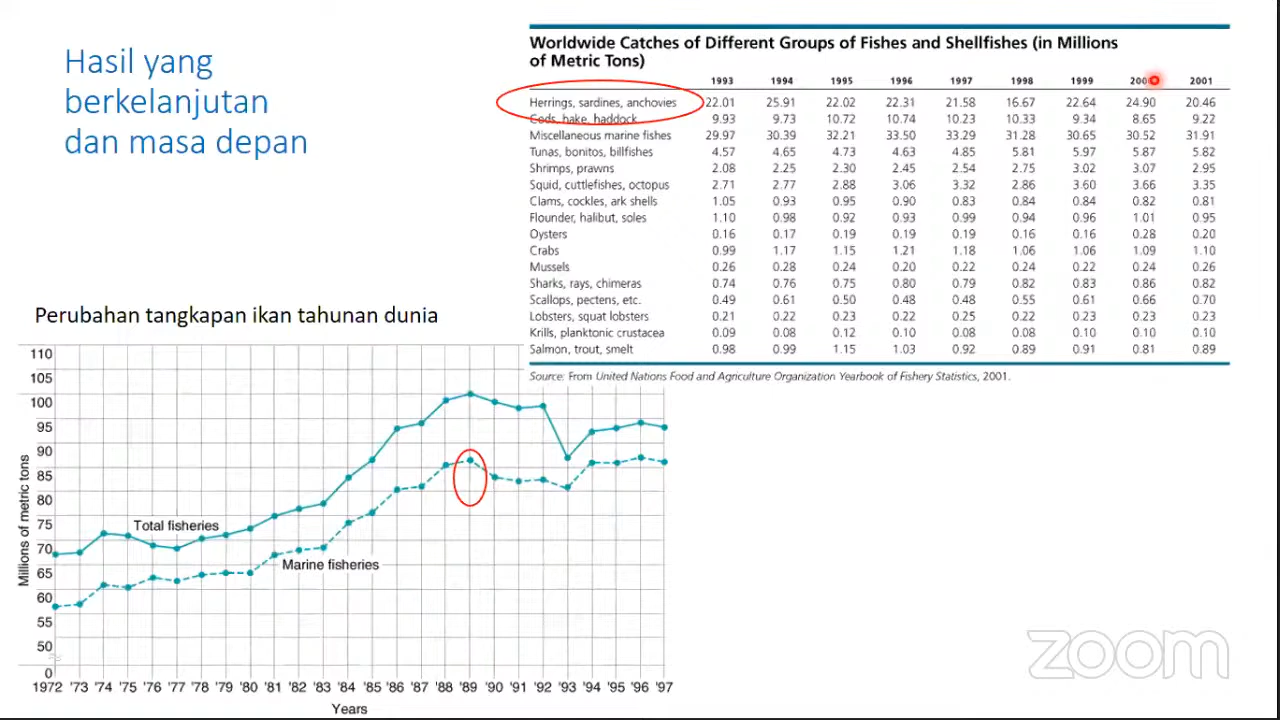 Hasil yang
berkelanjutan
dan masa depan
Worldwide Catches of Different Groups of Fishes and Shellfishes (in Millions
of Metric Tons)
1993 1994 1995 1996 1997 1998 1999 2000 2001
Herrings, sardines, anchovies 22.01 25.91 22.02 22.31 21.58 16.67 22.64 24.90 20.46
Cods, hake, haddock 9.93 9.73 10.72 10.74 10.23 10.33 9.34 8.65 9.22
Miscellaneous marine fishes 29.97 30.39 32.21 33.50 33.29 31.28 30.65 30.52 31.91
Tunas, bonitos, billfishes 4.57 4.65 4.73 4.63 4.85 5.81 5.97 5.87 5.82
Shrimps, prawns 2.08 2.25 2.30 2.45 2.54 2.75 3.02 3.07 2.95
Squid, cuttlefishes, octopus 2.71 2.77 2.88 3.06 3.32 2.86 3.60 3.66 3.35
Clams, cockles, ark shells 1.05 0.93 0.95 0.90 0.83 0.84 0.84 0.82 0.81
Flounder, halibut, soles 1.10 0.98 0.92 0.93 0.99 0.94 0.96 1.01 0.95
Oysters 0.16 0.17 0.19 0.19 0.19 0.16 0.16 0.28 0.20
Crabs 0.99 1.17 1.15 1.21 1.18 1.06 1.06 1.09 1.10
Mussels 0.26 0.28 0.24 0.20 0.22 0.24 0.22 0.24 0.26
Sharks, rays, chimeras 0.74 0.76 0.75 0.80 0.79 0.82 0.83 0.86 0.82
Scallops, pectens, etc. 0.49 0.61 0.50 0.48 0.48 0.55 0.61 0.66 0.70
Lobsters, squat lobsters 0.21 0.22 0.23 0.22 0.25 0.22 0.23 0.23 0.23
Krills, planktonic crustacea 0.09 0.08 0.12 0.10 0.08 0.08 0.10 0.10 0.10
Salmon, trout, smelt 0.98 0.99 1.15 1.03 0.92 0.89 0.91 0.81 0.89
Source: From United Nations Food and Agriculture Organization Yearbook of Fishery Statistics, 2001.
Perubahan tangkapan ikan tahunan dunia
110
105
100
95
90
85
80
75
70
65
60
55
50
0
Millions of metric tons
Total fisheries
Marine fisheries
1972 '73 '74 '75 '76 '77 '78 '79 '80 '81 '82 '83 '84 '85 '86 '87 '88 '89 '90 '91 '92 '93 '94 '95 '96 '97
Years
zoom